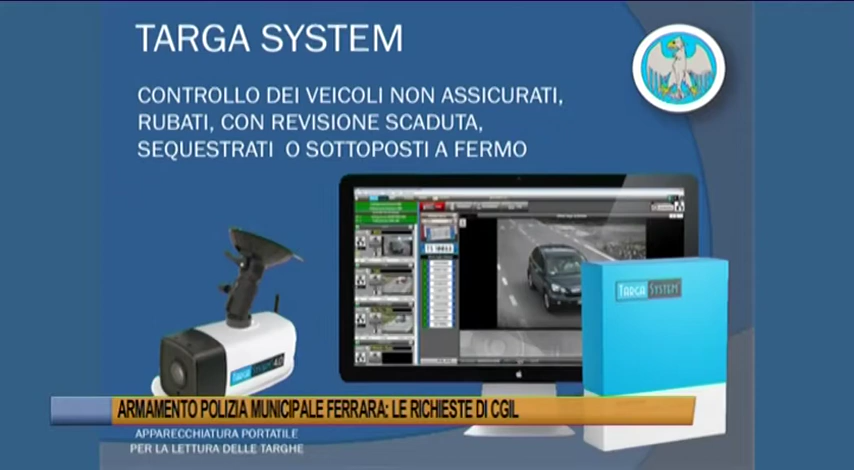 TARGA SYSTEM
CONTROLLO DEI VEICOLI NON ASSICURATI,
RUBATI, CON REVISIONE SCADUTA,
SEQUESTRATI O SOTTOPOSTI A FERMO
TARGA SYSTEM
ARMAMENTO POLIZIA MUNICIPALE FERRARA: LE RICHIESTE DI CGIL
APPARECCHIATURA PORTATILE
PER LA LETTURA DELLE TARGHE